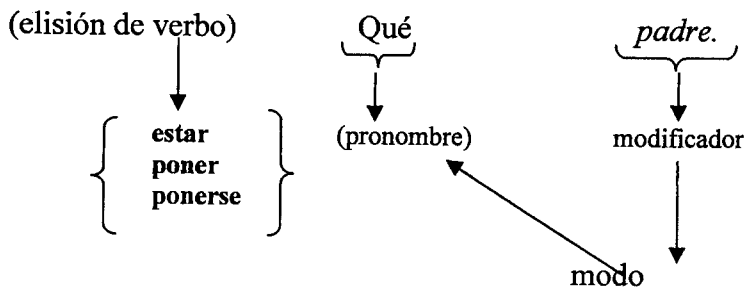 (elisión de verbo) Qué padre.
estar (pronombre) modificador
poner
ponerse
modo